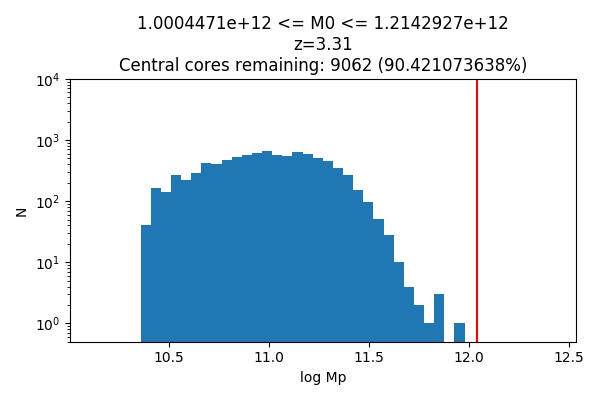 1.0004471e+12 <= M0 <= 1.2142927e+12
z=3.31
Central cores remaining: 9062 (90.421073638%)
10^4
10^3
10^2
10^1
10^0
N
10.5 11.0 11.5 12.0 12.5
log Mp